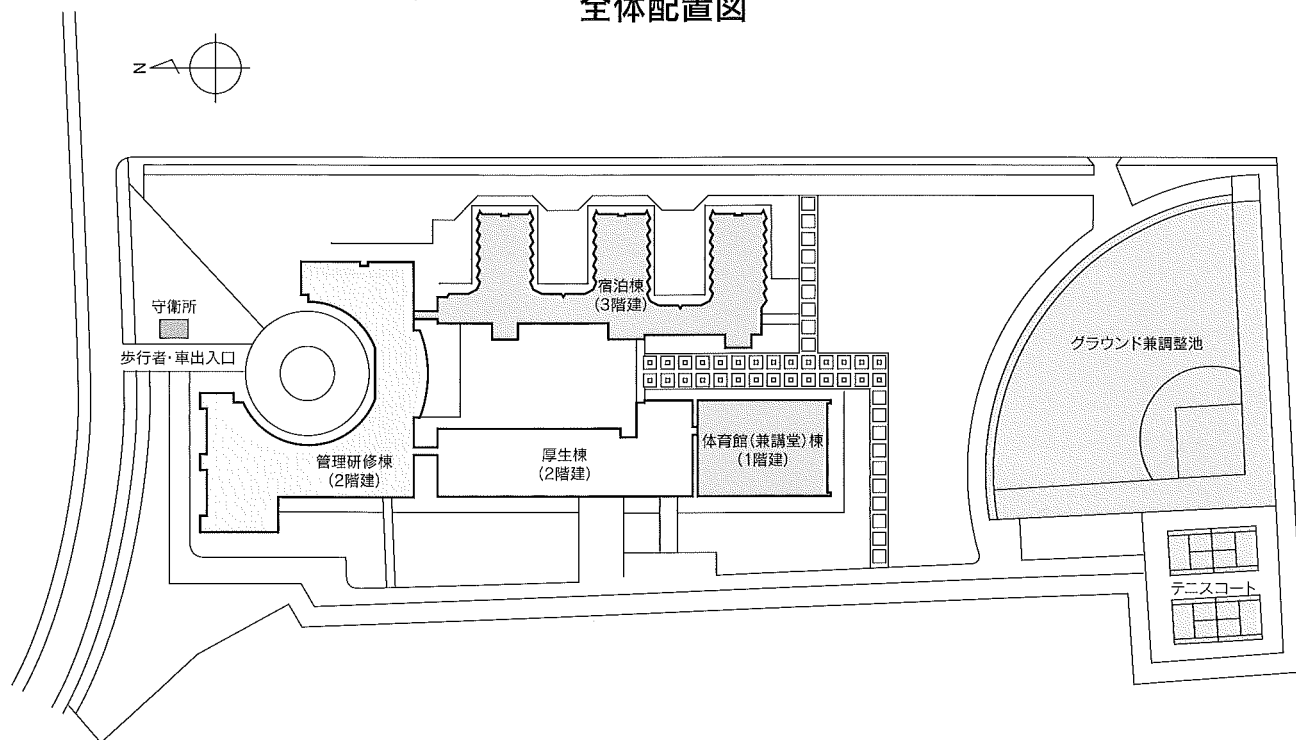 全体配置図
N
宿泊棟
(3階建)
守衛所
歩行者・車出入口
グラウンド兼調整池
管理研修棟
(2階建)
厚生棟
(2階建)
体育館(兼講堂)棟
(1階建)
テニスコート